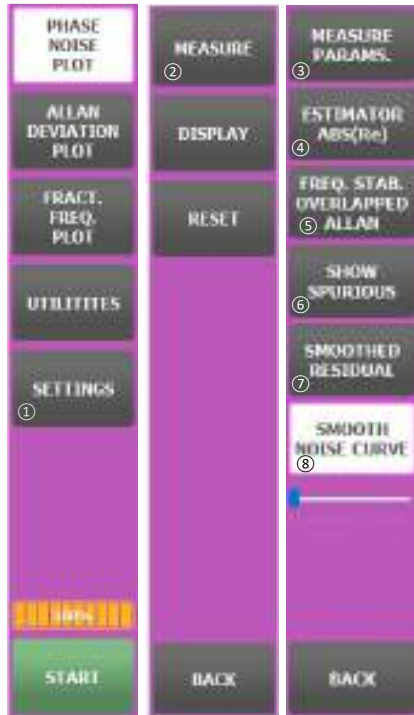 PHASE
NOISE
PLOT
ALLAN
DEVIATION
PLOT
FRACT.
FREQ.
PLOT
UTILITITES
① SETTINGS
100%
START
MEASURE
②
DISPLAY
RESET
BACK
MEASURE
③ PARAMS.
ESTIMATOR
④ ABS(Re)
FREQ. STAB.
OVERLAPPED
⑤ ALLAN
SHOW
SPURIOUS
⑥
SMOOTHED
RESIDUAL
⑦
SMOOTH
NOISE CURVE
⑧
BACK